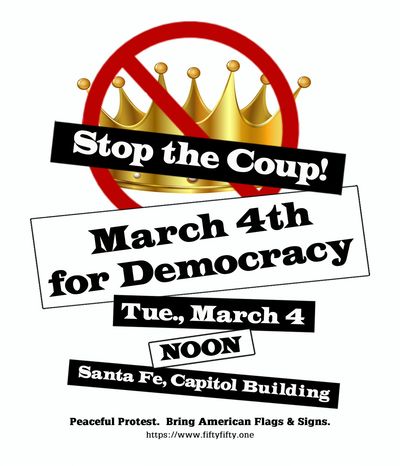 Stop the Coup!
March 4th
for Democracy
Tue., March 4
NOON
Santa Fe, Capitol Building
Peaceful Protest.  Bring American Flags & Signs.
https://www.fiftyfifty.one